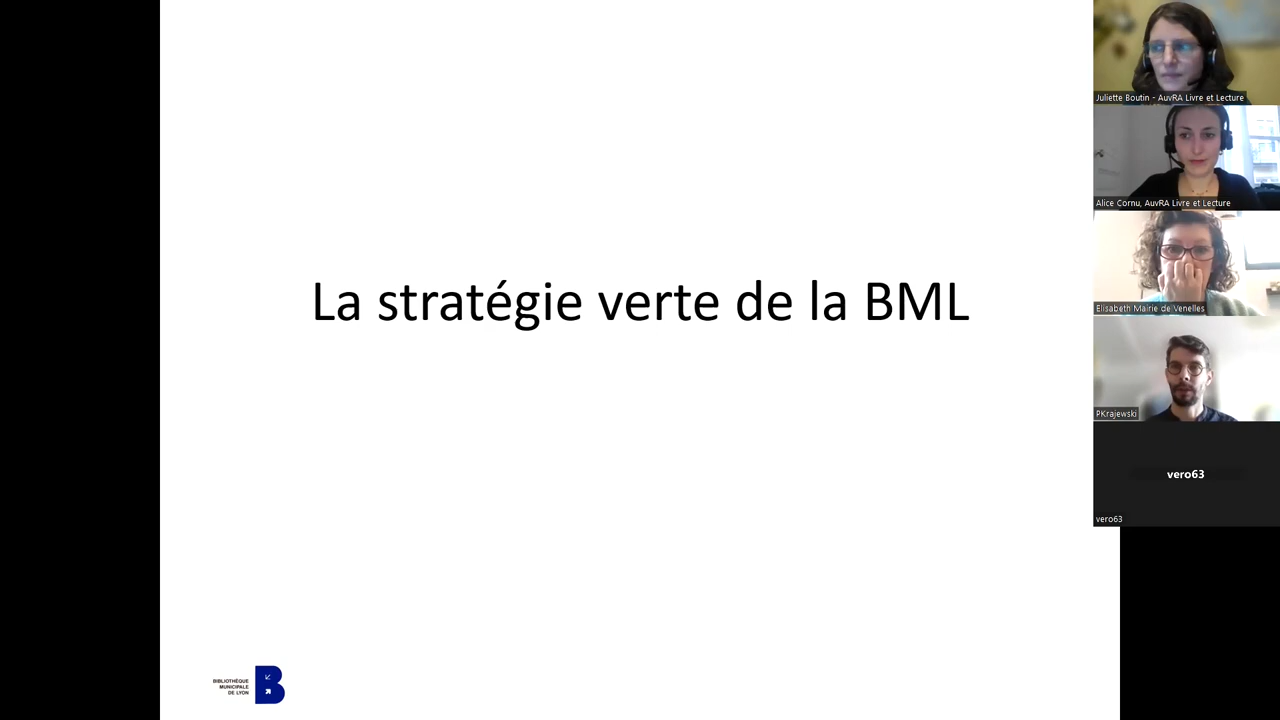 La stratégie verte de la BML
BIBLIOTHÈQUE
MUNICIPALE
DE LYON
Juliette Boutin - AuvRA Livre et Lecture
Alice Cornu, AuvRA Livre et Lecture
Elisabeth Mairie de Venelles
PKrajewski
vero63
vero63